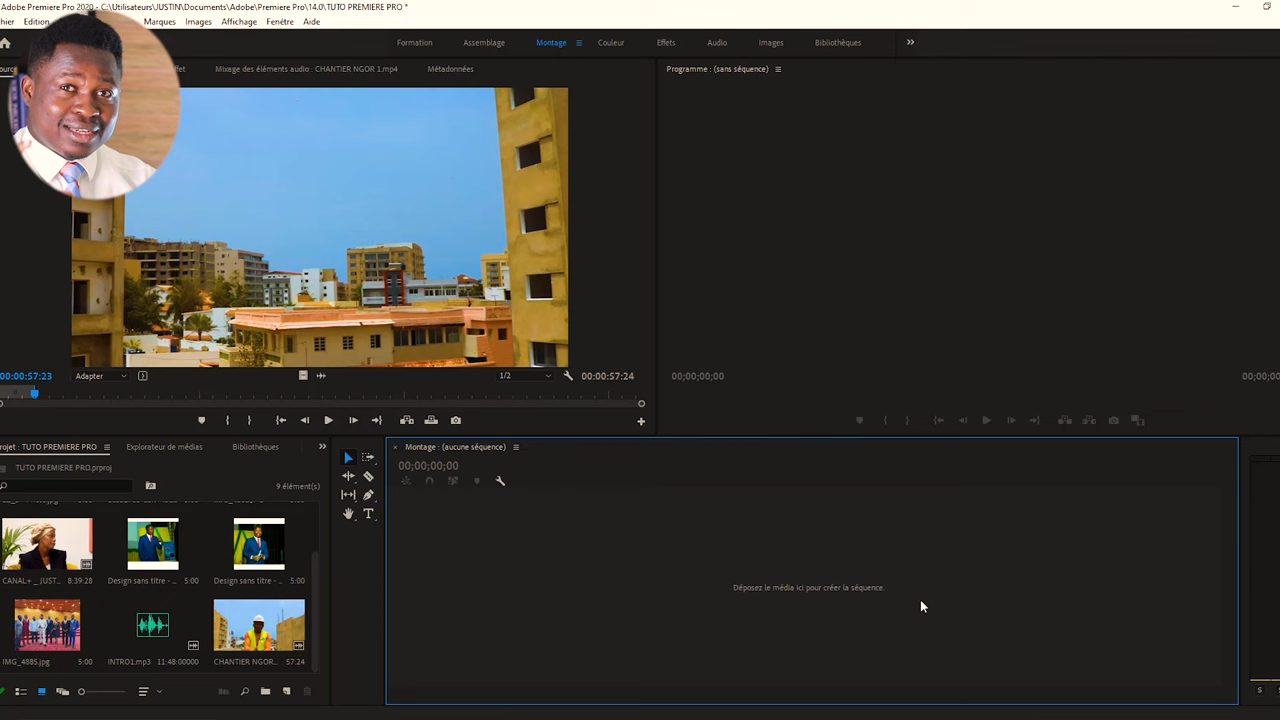 Adobe Premiere Pro 2020 - C:\Utilisateurs\JUSTIN\Documents\Adobe\Premiere Pro\14.0\TUTO PREMIERE PRO *
hier Edition Marques Images Affichage Fenêtre Aide
Formation Assemblage Montage Couleur Effets Audio Images Bibliothèques
ffet Mixage des éléments audio : CHANTIER NGOR 1.mp4 Métadonnées
Programme : (sans séquence)
00:00:57:23 Adapter 1/2 00:00:57:24
00;00;00;00 00;00;0
rojet : TUTO PREMIERE PRO Explorateur de médias Bibliothèques
TUTO PREMIERE PRO.prproj
9 élément(s)
Montage : (aucune séquence)
00;00;00;00
CANAL+ _ JUST... 8:39:28 Design sans titre - ... 5:00 Design sans titre - ... 5:00
IMG_4885.jpg 5:00 INTRO1.mp3 11:48:00000 CHANTIER NGOR... 57:24
Déposez le média ici pour créer la séquence.
S S